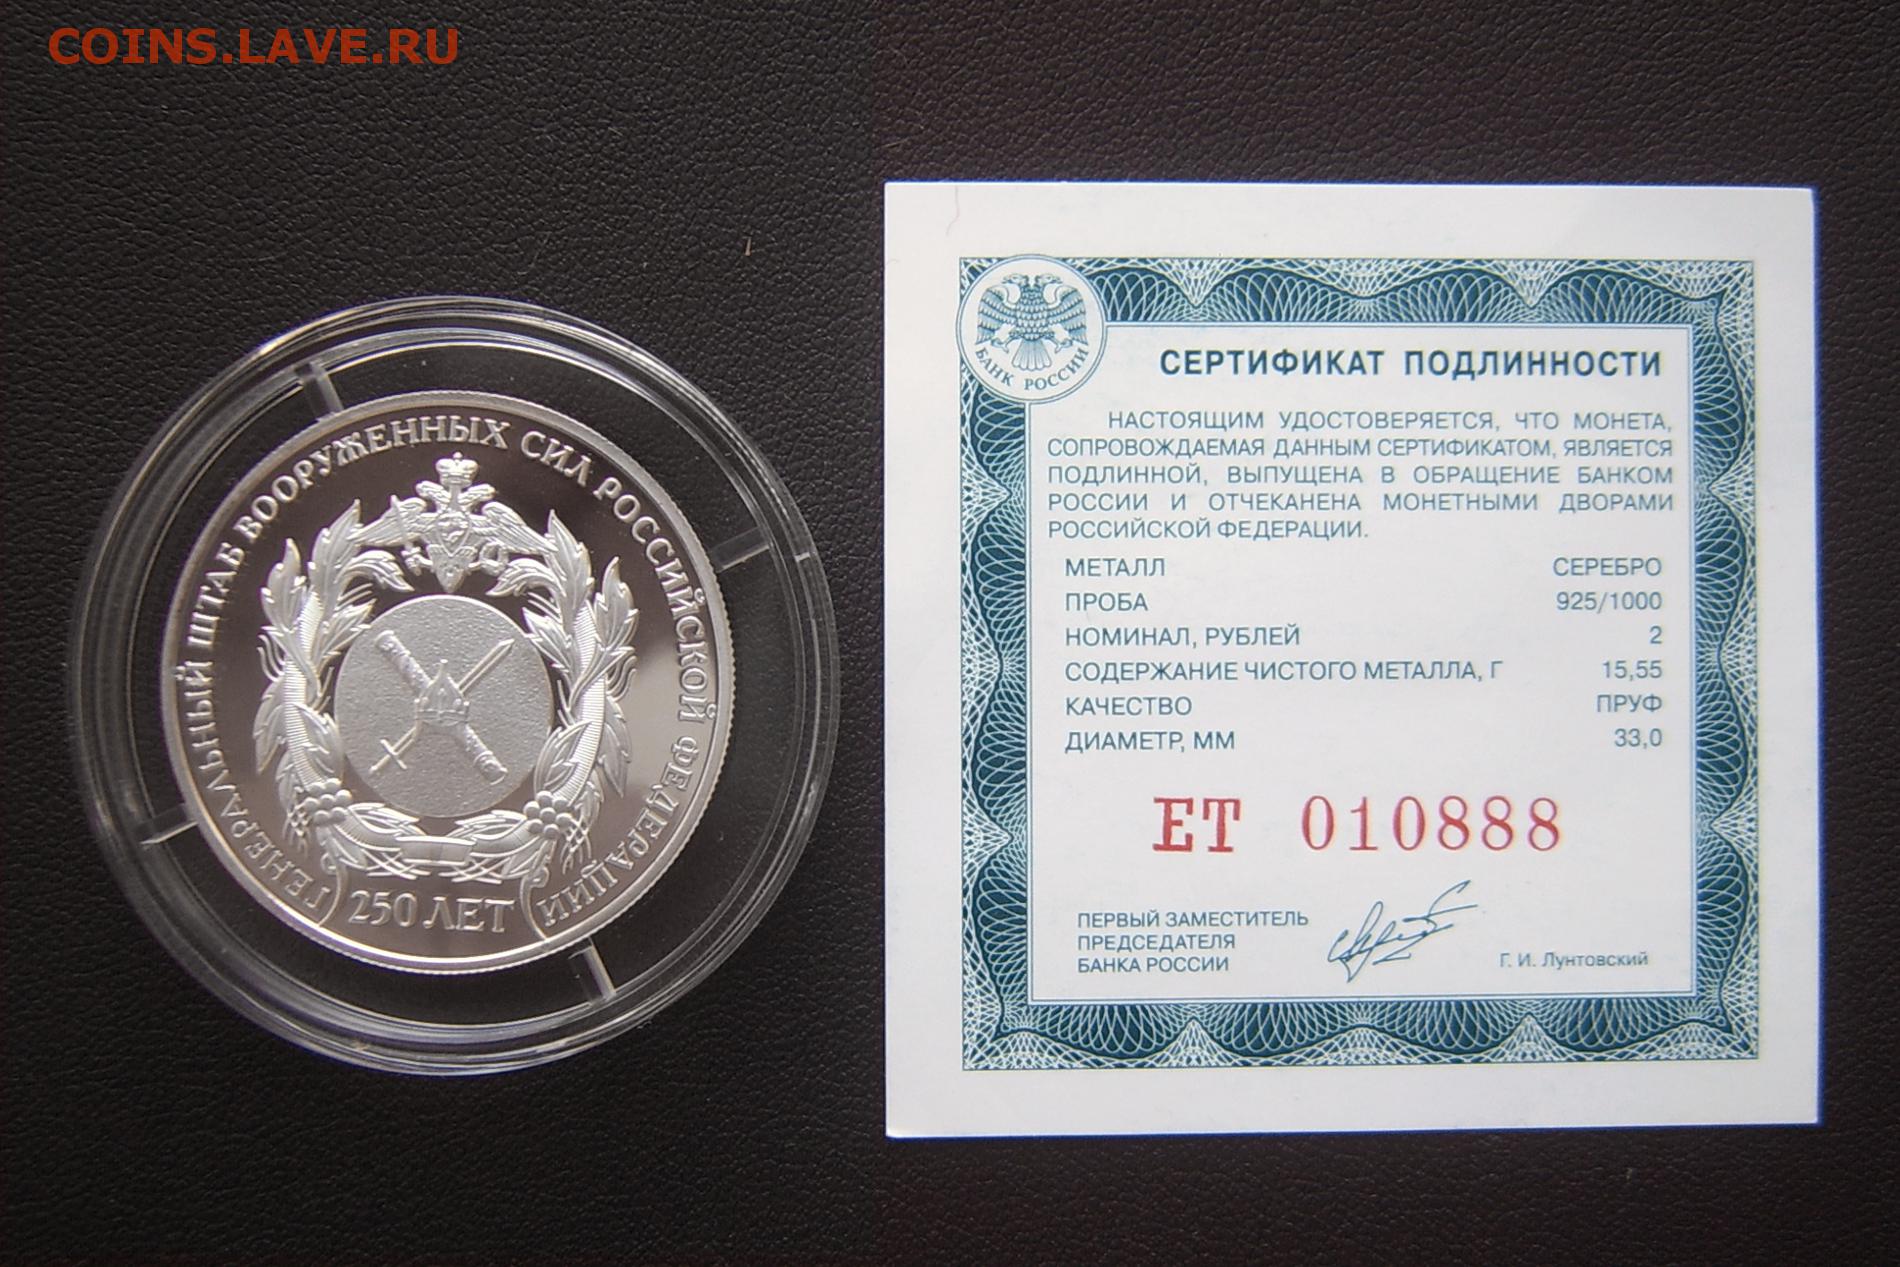 COINS.LAVE.RU
ГЕНЕРАЛЬНЫЙ ШТАБ ВООРУЖЕННЫХ СИЛ РОССИЙСКОЙ ФЕДЕРАЦИИ
250 ЛЕТ
БАНК РОССИИ
СЕРТИФИКАТ ПОДЛИННОСТИ
НАСТОЯЩИМ УДОСТОВЕРЯЕТСЯ, ЧТО МОНЕТА,
СОПРОВОЖДАЕМАЯ ДАННЫМ СЕРТИФИКАТОМ, ЯВЛЯЕТСЯ
ПОДЛИННОЙ, ВЫПУЩЕНА В ОБРАЩЕНИЕ БАНКОМ
РОССИИ И ОТЧЕКАНЕНА МОНЕТНЫМИ ДВОРАМИ
РОССИЙСКОЙ ФЕДЕРАЦИИ.
МЕТАЛЛ СЕРЕБРО
ПРОБА 925/1000
НОМИНАЛ, РУБЛЕЙ 2
СОДЕРЖАНИЕ ЧИСТОГО МЕТАЛЛА, Г 15,55
КАЧЕСТВО ПРУФ
ДИАМЕТР, ММ 33,0
ЕТ 010888
ПЕРВЫЙ ЗАМЕСТИТЕЛЬ
ПРЕДСЕДАТЕЛЯ
БАНКА РОССИИ
Г. И. Лунтовский